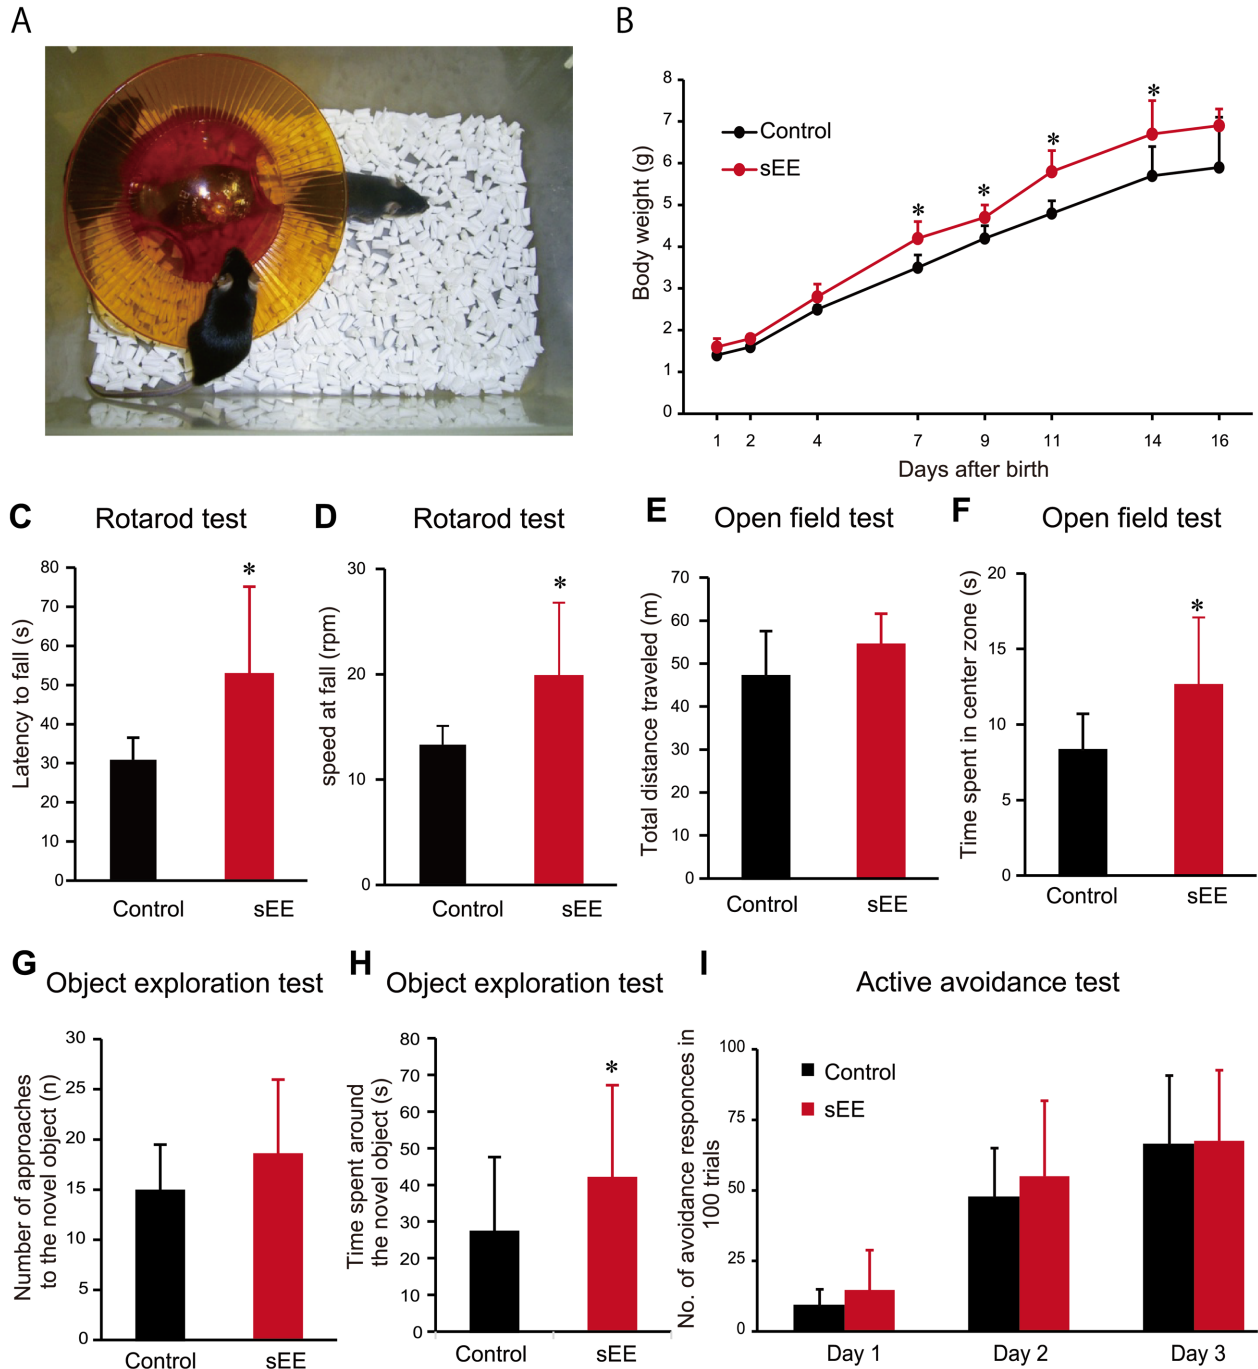 A
B
8
7
6
5
4
3
2
1
0
Body weight (g)
Control
sEE
*
*
*
*
1 2 4 7 9 11 14 16
Days after birth
C Rotarod test
80
70
60
50
40
30
20
10
0
Latency to fall (s)
*
Control sEE
D Rotarod test
30
20
10
0
speed at fall (rpm)
*
Control sEE
E Open field test
70
60
50
40
30
20
10
0
Total distance traveled (m)
Control sEE
F Open field test
20
15
10
5
0
Time spent in center zone (s)
*
Control sEE
G Object exploration test
30
25
20
15
10
5
0
Number of approaches
to the novel object (n)
Control sEE
H Object exploration test
80
70
60
50
40
30
20
10
0
Time spent around
the novel object (s)
*
Control sEE
I Active avoidance test
100
75
50
25
0
No. of avoidance responces in
100 trials
Control
sEE
Day 1 Day 2 Day 3